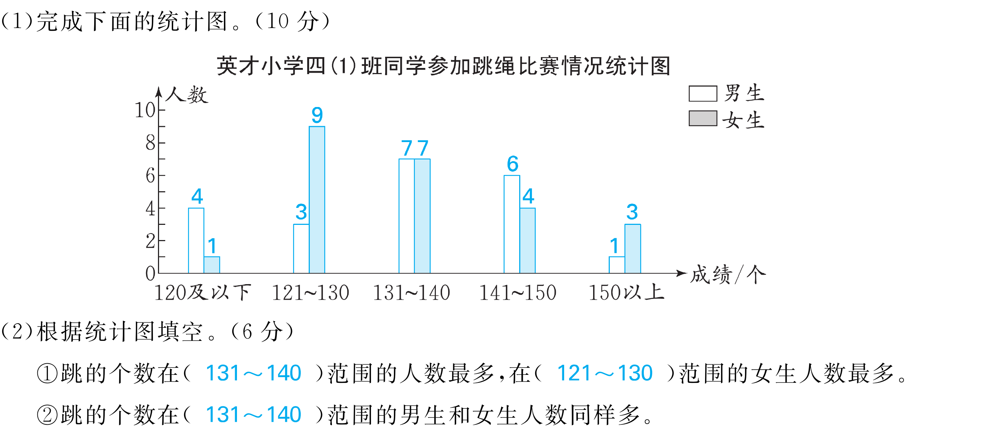 (1)完成下面的统计图。(10 分)
英才小学四(1)班同学参加跳绳比赛情况统计图
人数
男生
女生
10
8
6
4
2
0
4
1
3
9
7
7
6
4
1
3
成绩/个
120及以下 121~130 131~140 141~150 150以上
(2)根据统计图填空。(6 分)
①跳的个数在( 131～140 )范围的人数最多,在( 121～130 )范围的女生人数最多。
②跳的个数在( 131～140 )范围的男生和女生人数同样多。